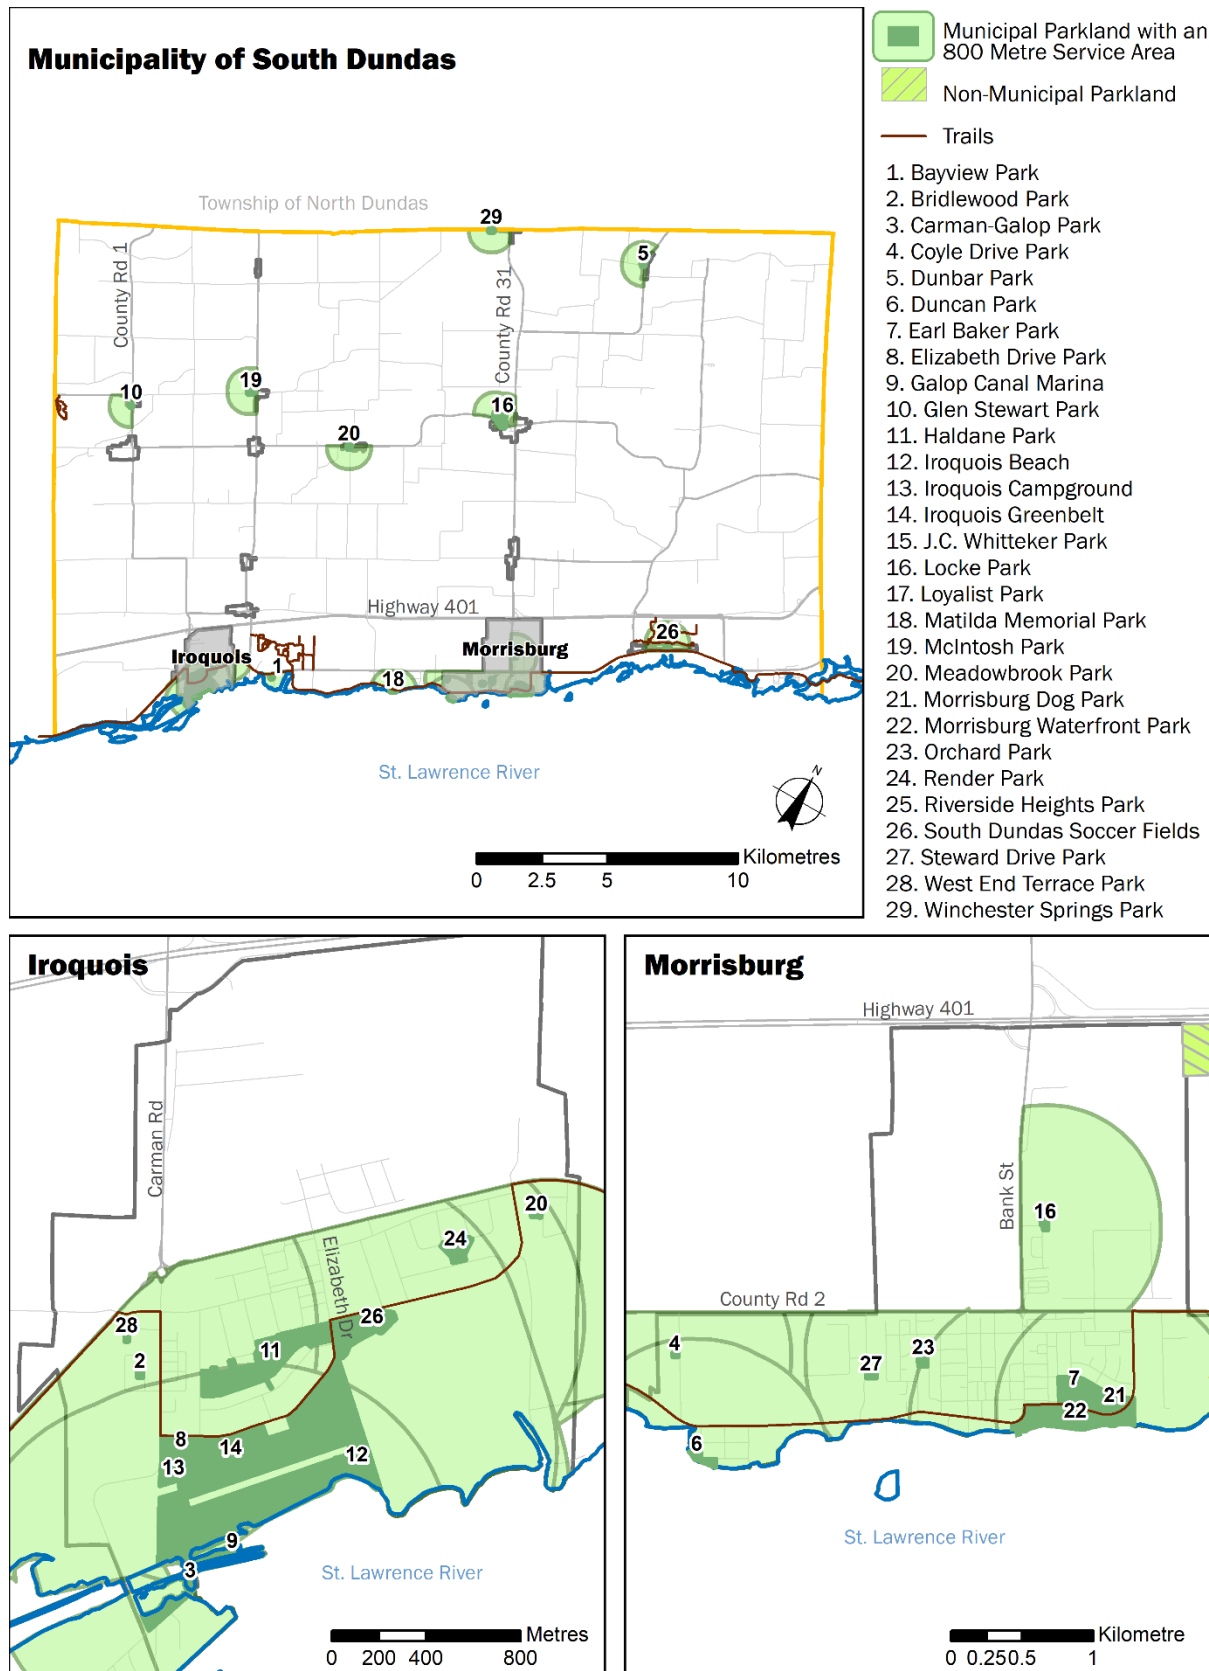 Municipality of South Dundas
Township of North Dundas
29
5
County Rd 1
County Rd 31
10
19
16
20
Highway 401
Iroquois
1
18
Morrisburg
26
St. Lawrence River
N
Kilometres
0 2.5 5 10
Municipal Parkland with an
800 Metre Service Area
Non-Municipal Parkland
Trails
1. Bayview Park
2. Bridlewood Park
3. Carman-Galop Park
4. Coyle Drive Park
5. Dunbar Park
6. Duncan Park
7. Earl Baker Park
8. Elizabeth Drive Park
9. Galop Canal Marina
10. Glen Stewart Park
11. Haldane Park
12. Iroquois Beach
13. Iroquois Campground
14. Iroquois Greenbelt
15. J.C. Whitteker Park
16. Locke Park
17. Loyalist Park
18. Matilda Memorial Park
19. McIntosh Park
20. Meadowbrook Park
21. Morrisburg Dog Park
22. Morrisburg Waterfront Park
23. Orchard Park
24. Render Park
25. Riverside Heights Park
26. South Dundas Soccer Fields
27. Steward Drive Park
28. West End Terrace Park
29. Winchester Springs Park
Iroquois
Carman Rd
20
24
Elizabeth Dr
26
28
11
2
8
14
13
12
9
3
St. Lawrence River
Metres
0 200 400 800
Morrisburg
Highway 401
Bank St
16
County Rd 2
4
27
23
7
21
22
6
St. Lawrence River
Kilometre
0 0.25 0.5 1